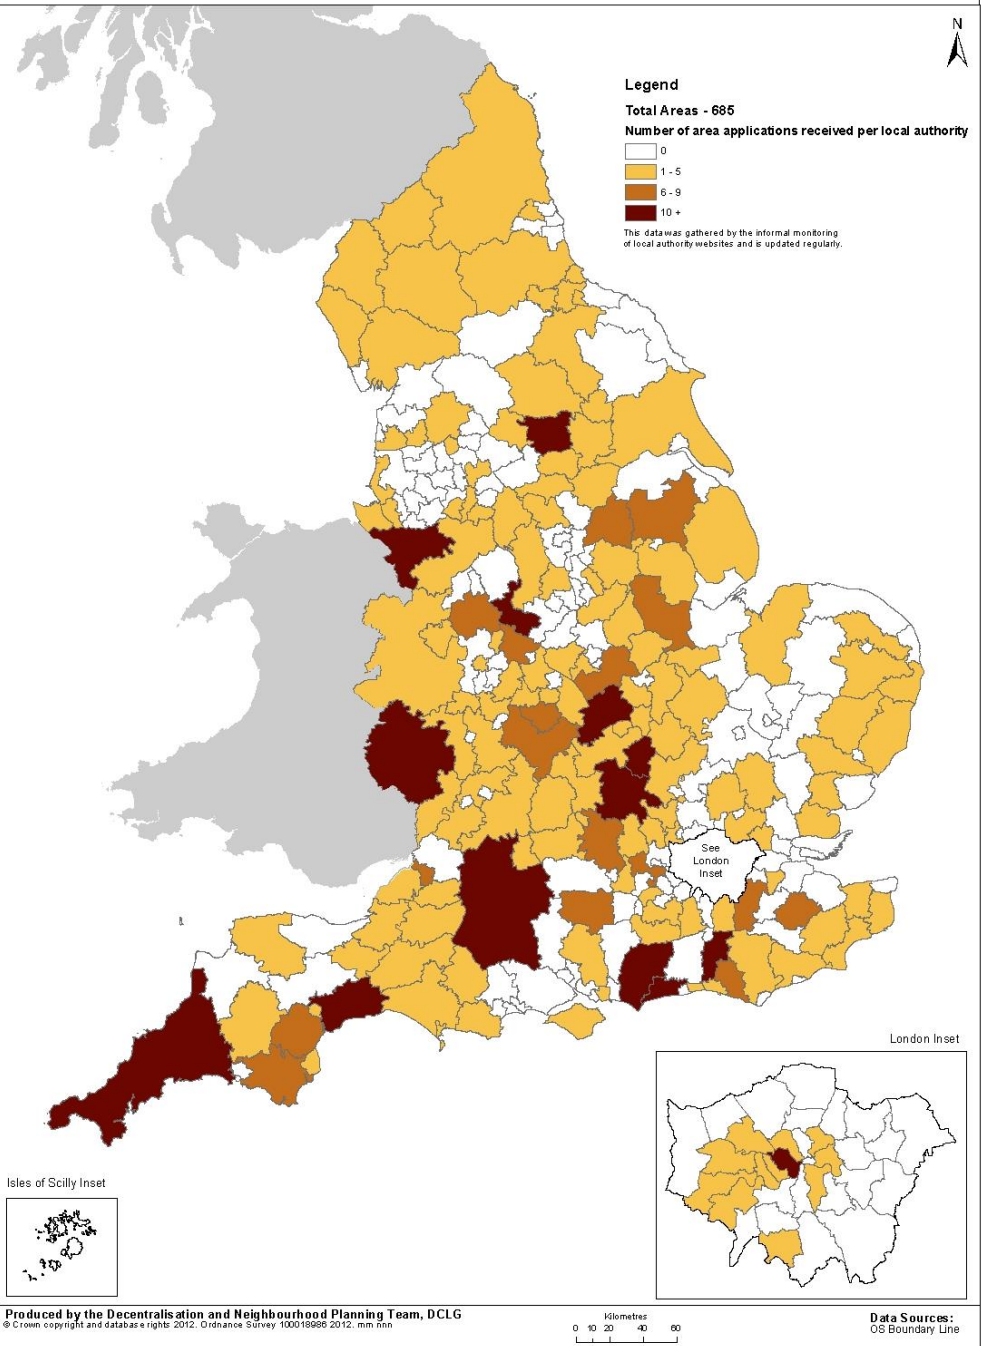 N
Legend
Total Areas - 685
Number of area applications received per local authority
0
1 - 5
6 - 9
10 +
This data was gathered by the informal monitoring
of local authority websites and is updated regularly.
See
London
Inset
London Inset
Isles of Scilly Inset
Produced by the Decentralisation and Neighbourhood Planning Team, DCLG
© Crown copyright and database rights 2012. Ordnance Survey 100018986 2012. mm nnn
Kilometres
0 10 20 40 60
Data Sources:
OS Boundary Line